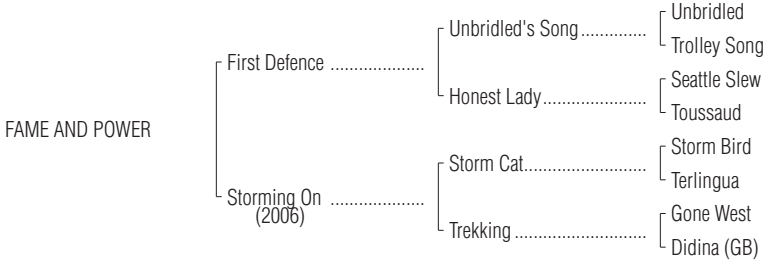 Unbridled
Unbridled's Song..............
Trolley Song
First Defence ....................
Seattle Slew
Honest Lady......................
Toussaud
FAME AND POWER
Storm Bird
Storm Cat..........................
Terlingua
Storming On ....................
(2006)
Gone West
Trekking ............................
Didina (GB)